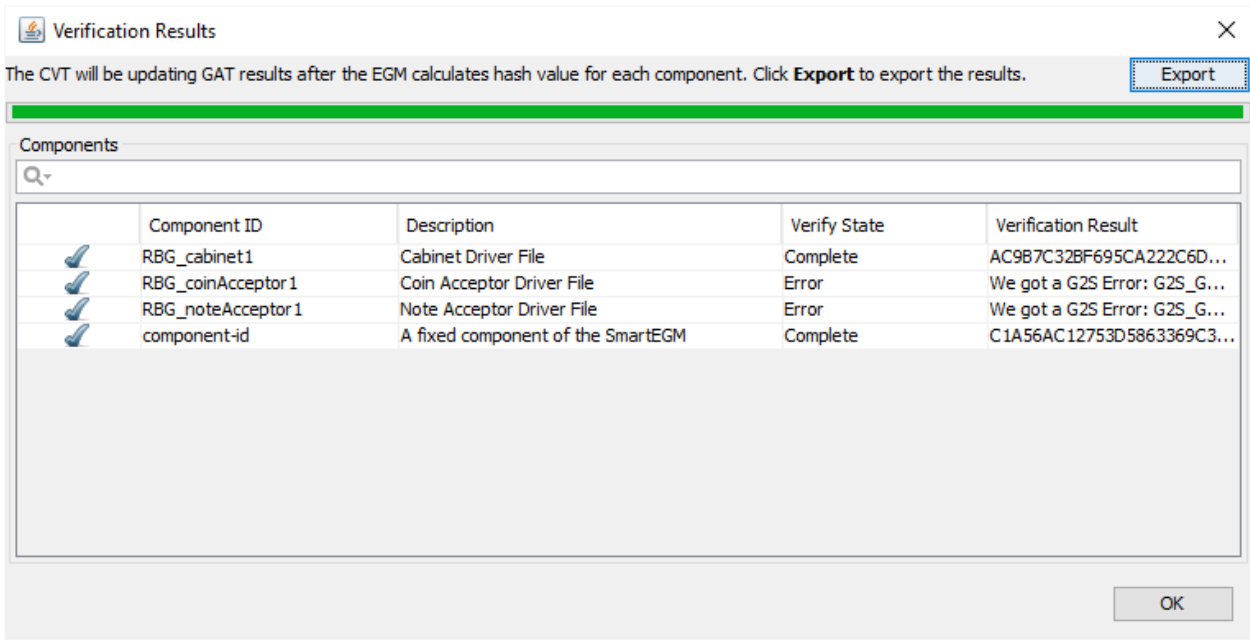 Verification Results
The CVT will be updating GAT results after the EGM calculates hash value for each component. Click Export to export the results. Export
Components
Component ID Description Verify State Verification Result
RBG_cabinet1 Cabinet Driver File Complete AC9B7C32BF695CA222C6D...
RBG_coinAcceptor1 Coin Acceptor Driver File Error We got a G2S Error: G2S_G...
RBG_noteAcceptor1 Note Acceptor Driver File Error We got a G2S Error: G2S_G...
component-id A fixed component of the SmartEGM Complete C1A56AC12753D5863369C3...
OK